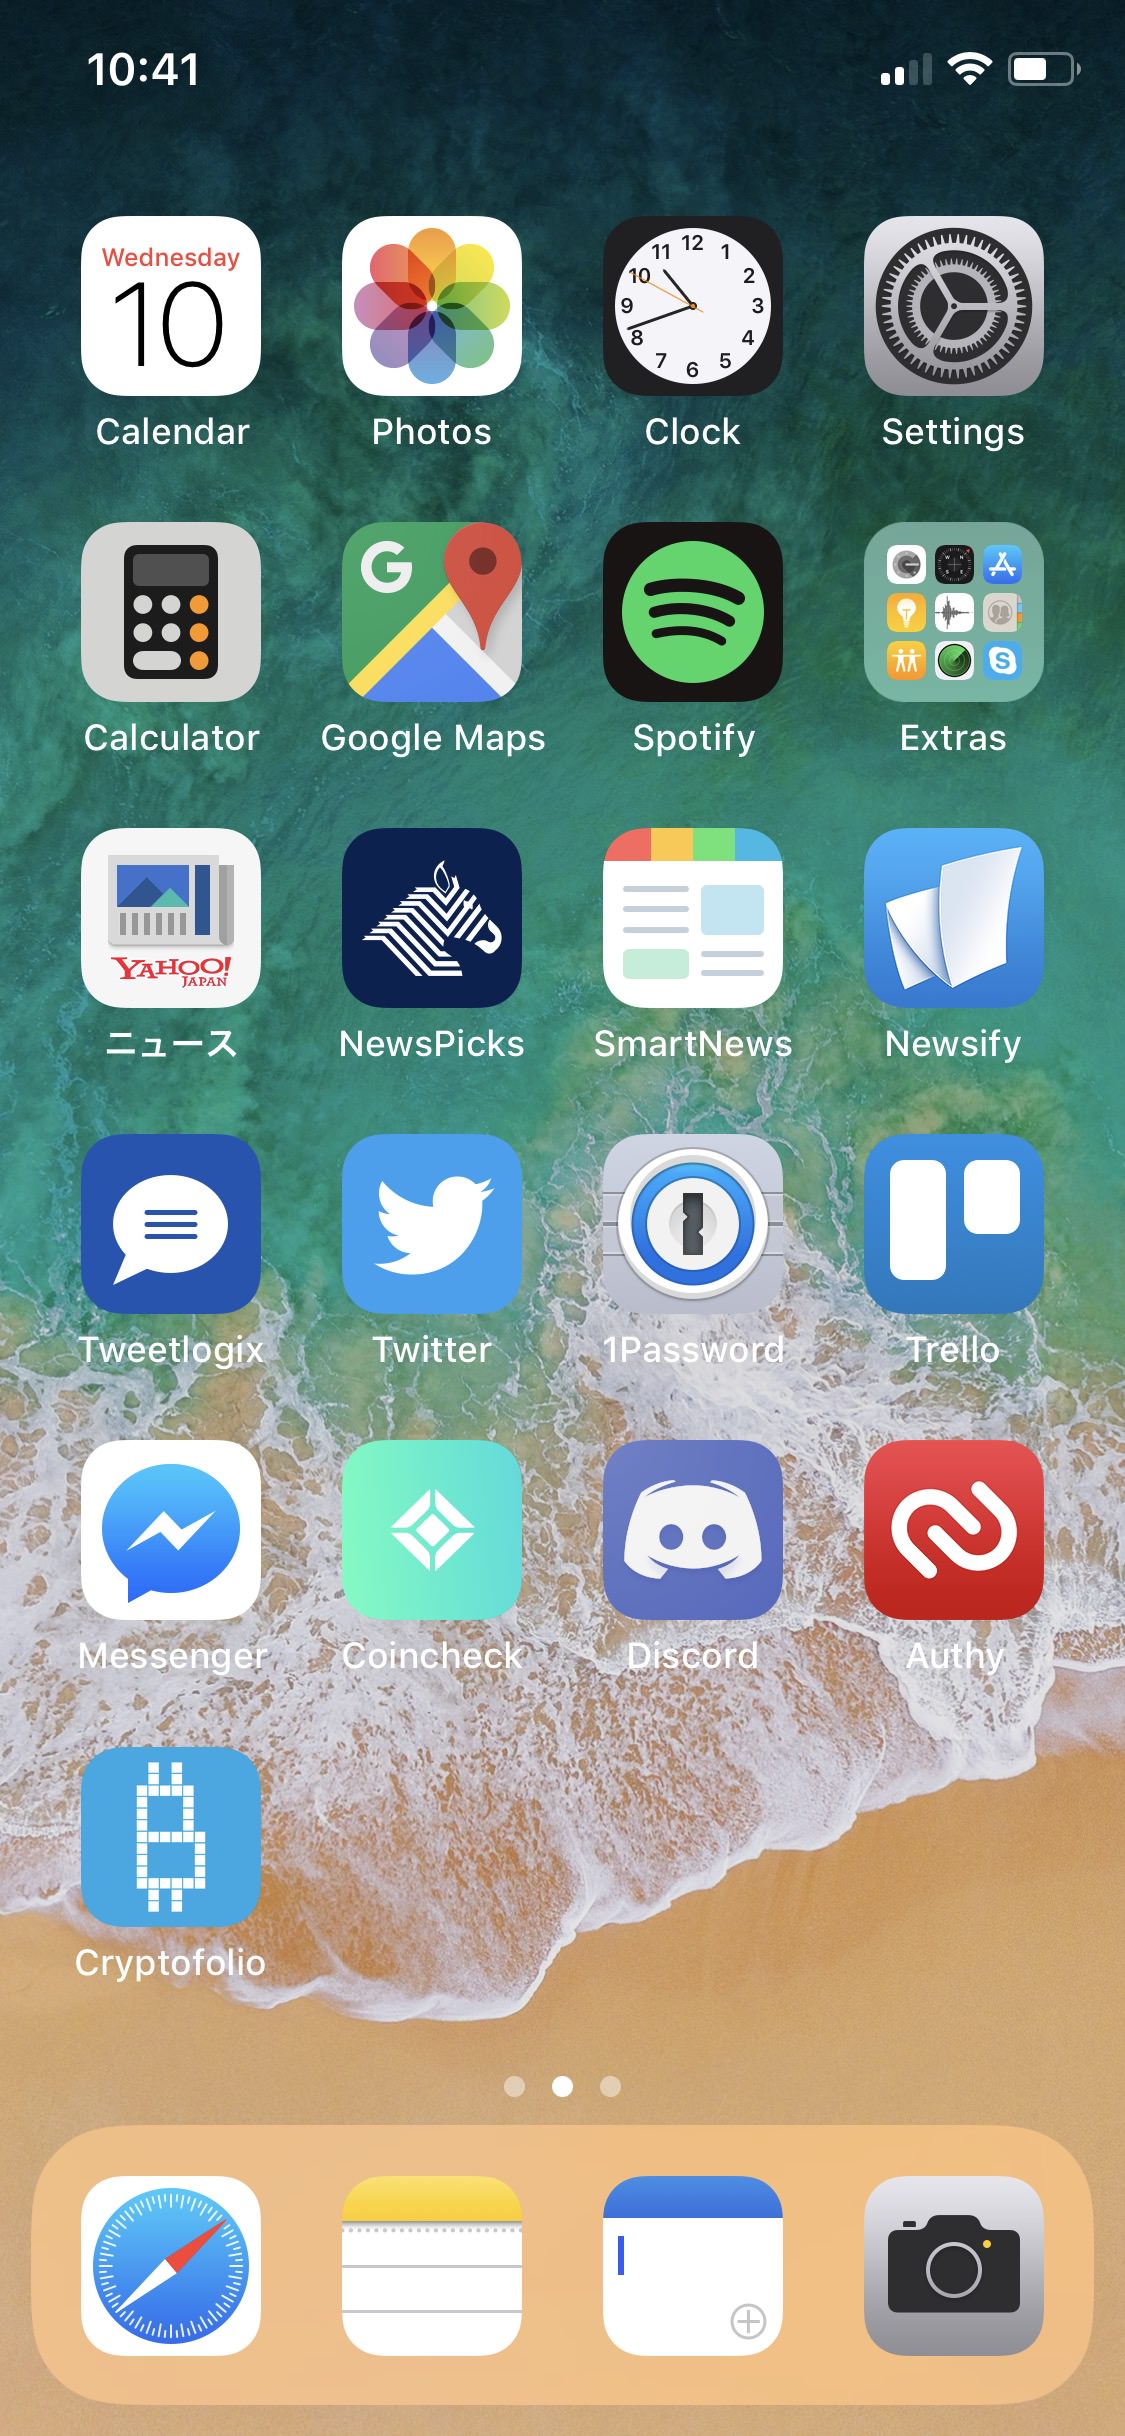 10:41
Wednesday
10
12
11 1
10 2
9 3
8 4
7 5
6
Calendar Photos Clock Settings
G
S
Calculator Google Maps Spotify Extras
YAHOO!
JAPAN
ニュース NewsPicks SmartNews Newsify
1
Tweetlogix Twitter 1Password Trello
Messenger Coincheck Discord Authy
Cryptofolio